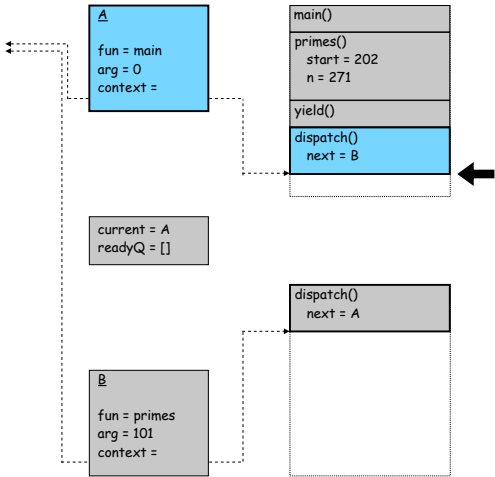 A
fun = main
arg = 0
context =
main()
primes()
start = 202
n = 271
yield()
dispatch()
next = B
current = A
readyQ = []
dispatch()
next = A
B
fun = primes
arg = 101
context =